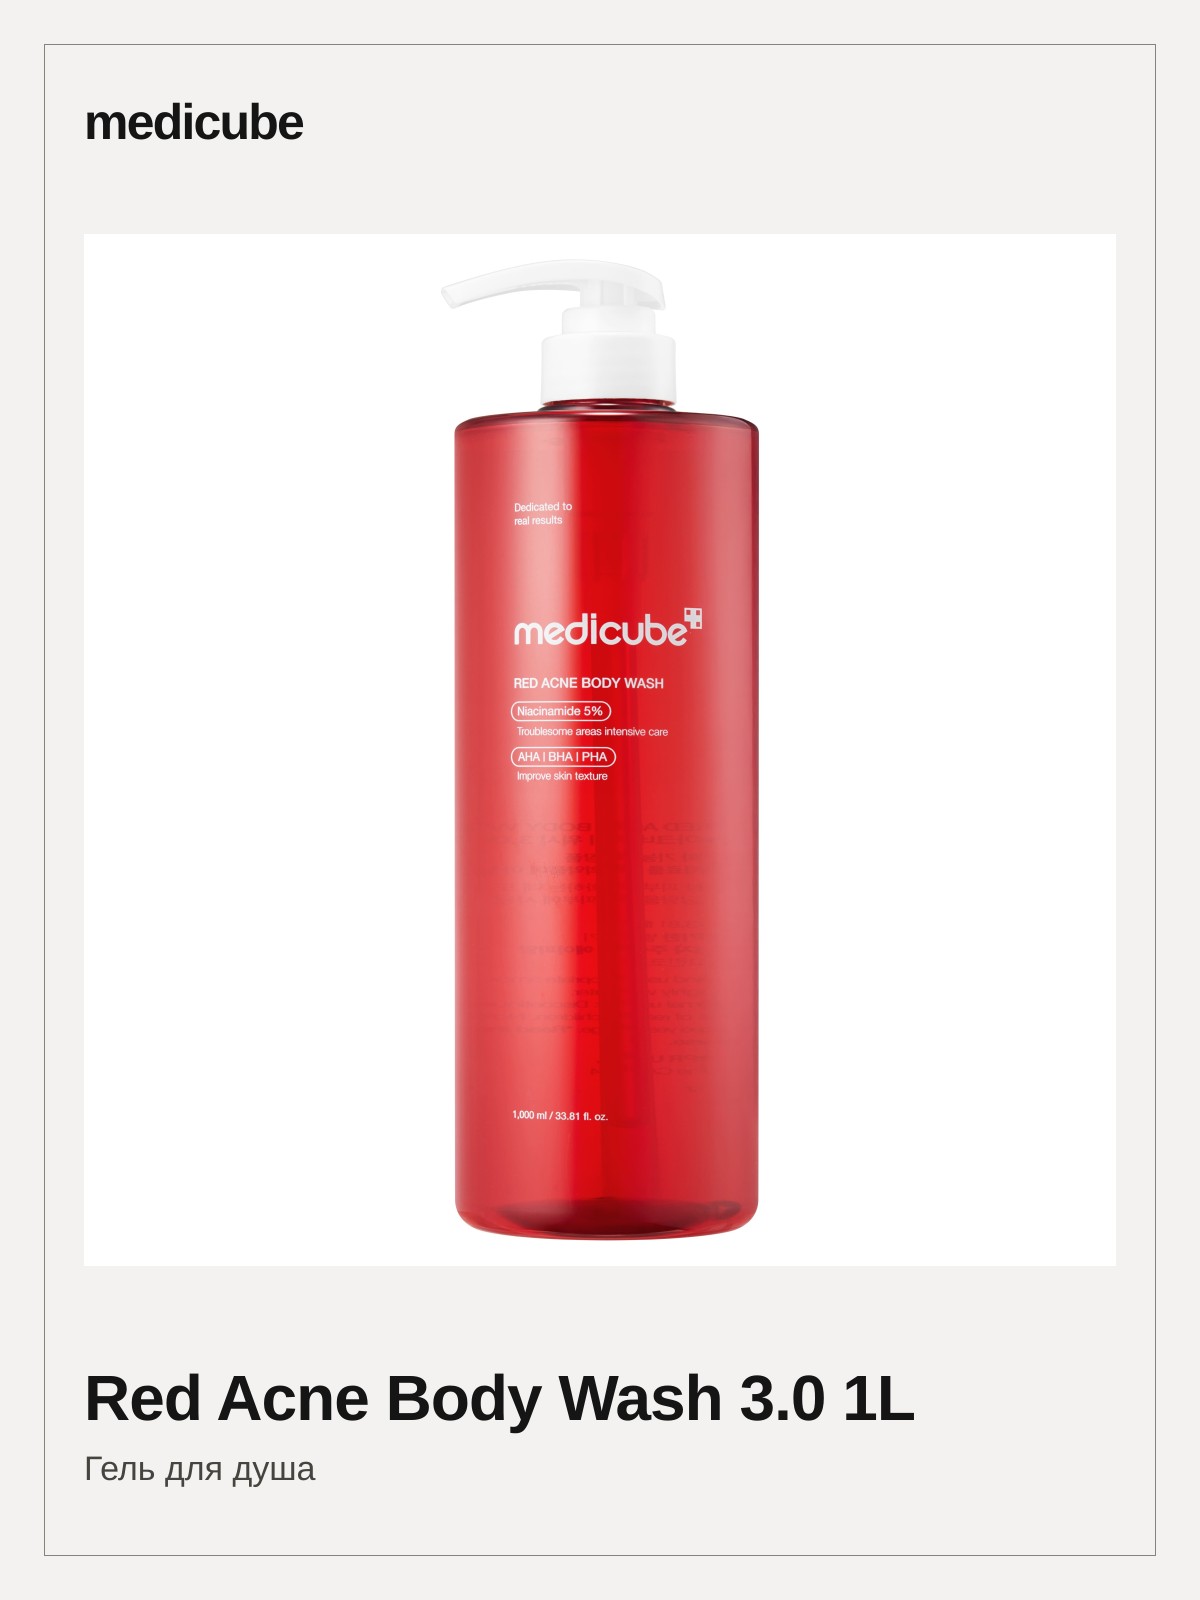 medicube
Dedicated to
real results
medicube
RED ACNE BODY WASH
Niacinamide 5%
Troublesome areas intensive care
AHA | BHA | PHA
Improve skin texture
1,000 ml / 33.81 fl. oz.
Red Acne Body Wash 3.0 1L
Гель для душа